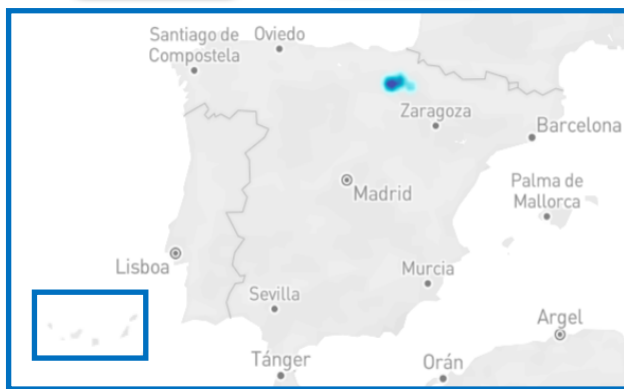 Santiago de
Compostela
Oviedo
Zaragoza
Barcelona
Madrid
Palma de
Mallorca
Lisboa
Murcia
Sevilla
Argel
Tánger
Orán